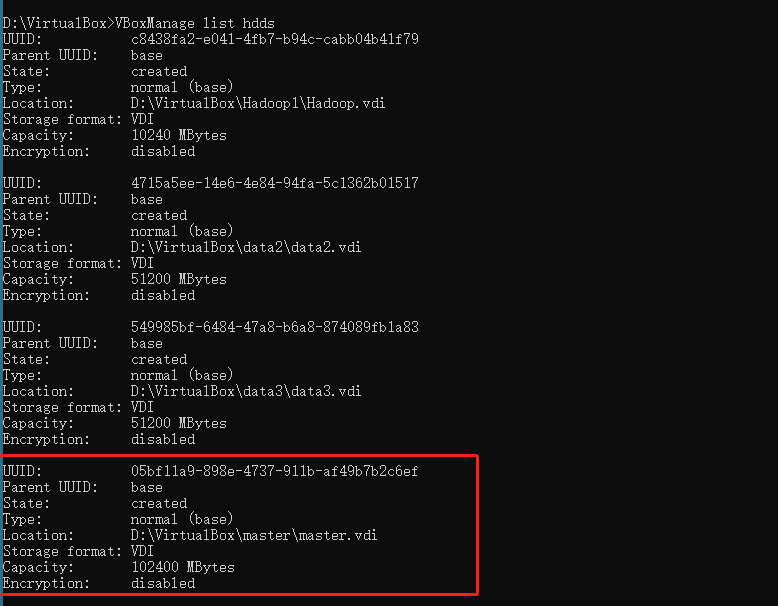 D:\VirtualBox>VBoxManage list hdds
UUID: c8438fa2-e041-4fb7-b94c-cabb04b41f79
Parent UUID: base
State: created
Type: normal (base)
Location: D:\VirtualBox\Hadoop1\Hadoop.vdi
Storage format: VDI
Capacity: 10240 MBytes
Encryption: disabled
UUID: 4715a5ee-14e6-4e84-94fa-5c1362b01517
Parent UUID: base
State: created
Type: normal (base)
Location: D:\VirtualBox\data2\data2.vdi
Storage format: VDI
Capacity: 51200 MBytes
Encryption: disabled
UUID: 549985bf-6484-47a8-b6a8-874089fb1a83
Parent UUID: base
State: created
Type: normal (base)
Location: D:\VirtualBox\data3\data3.vdi
Storage format: VDI
Capacity: 51200 MBytes
Encryption: disabled
UUID: 05bf11a9-898e-4737-911b-af49b7b2c6ef
Parent UUID: base
State: created
Type: normal (base)
Location: D:\VirtualBox\master\master.vdi
Storage format: VDI
Capacity: 102400 MBytes
Encryption: disabled